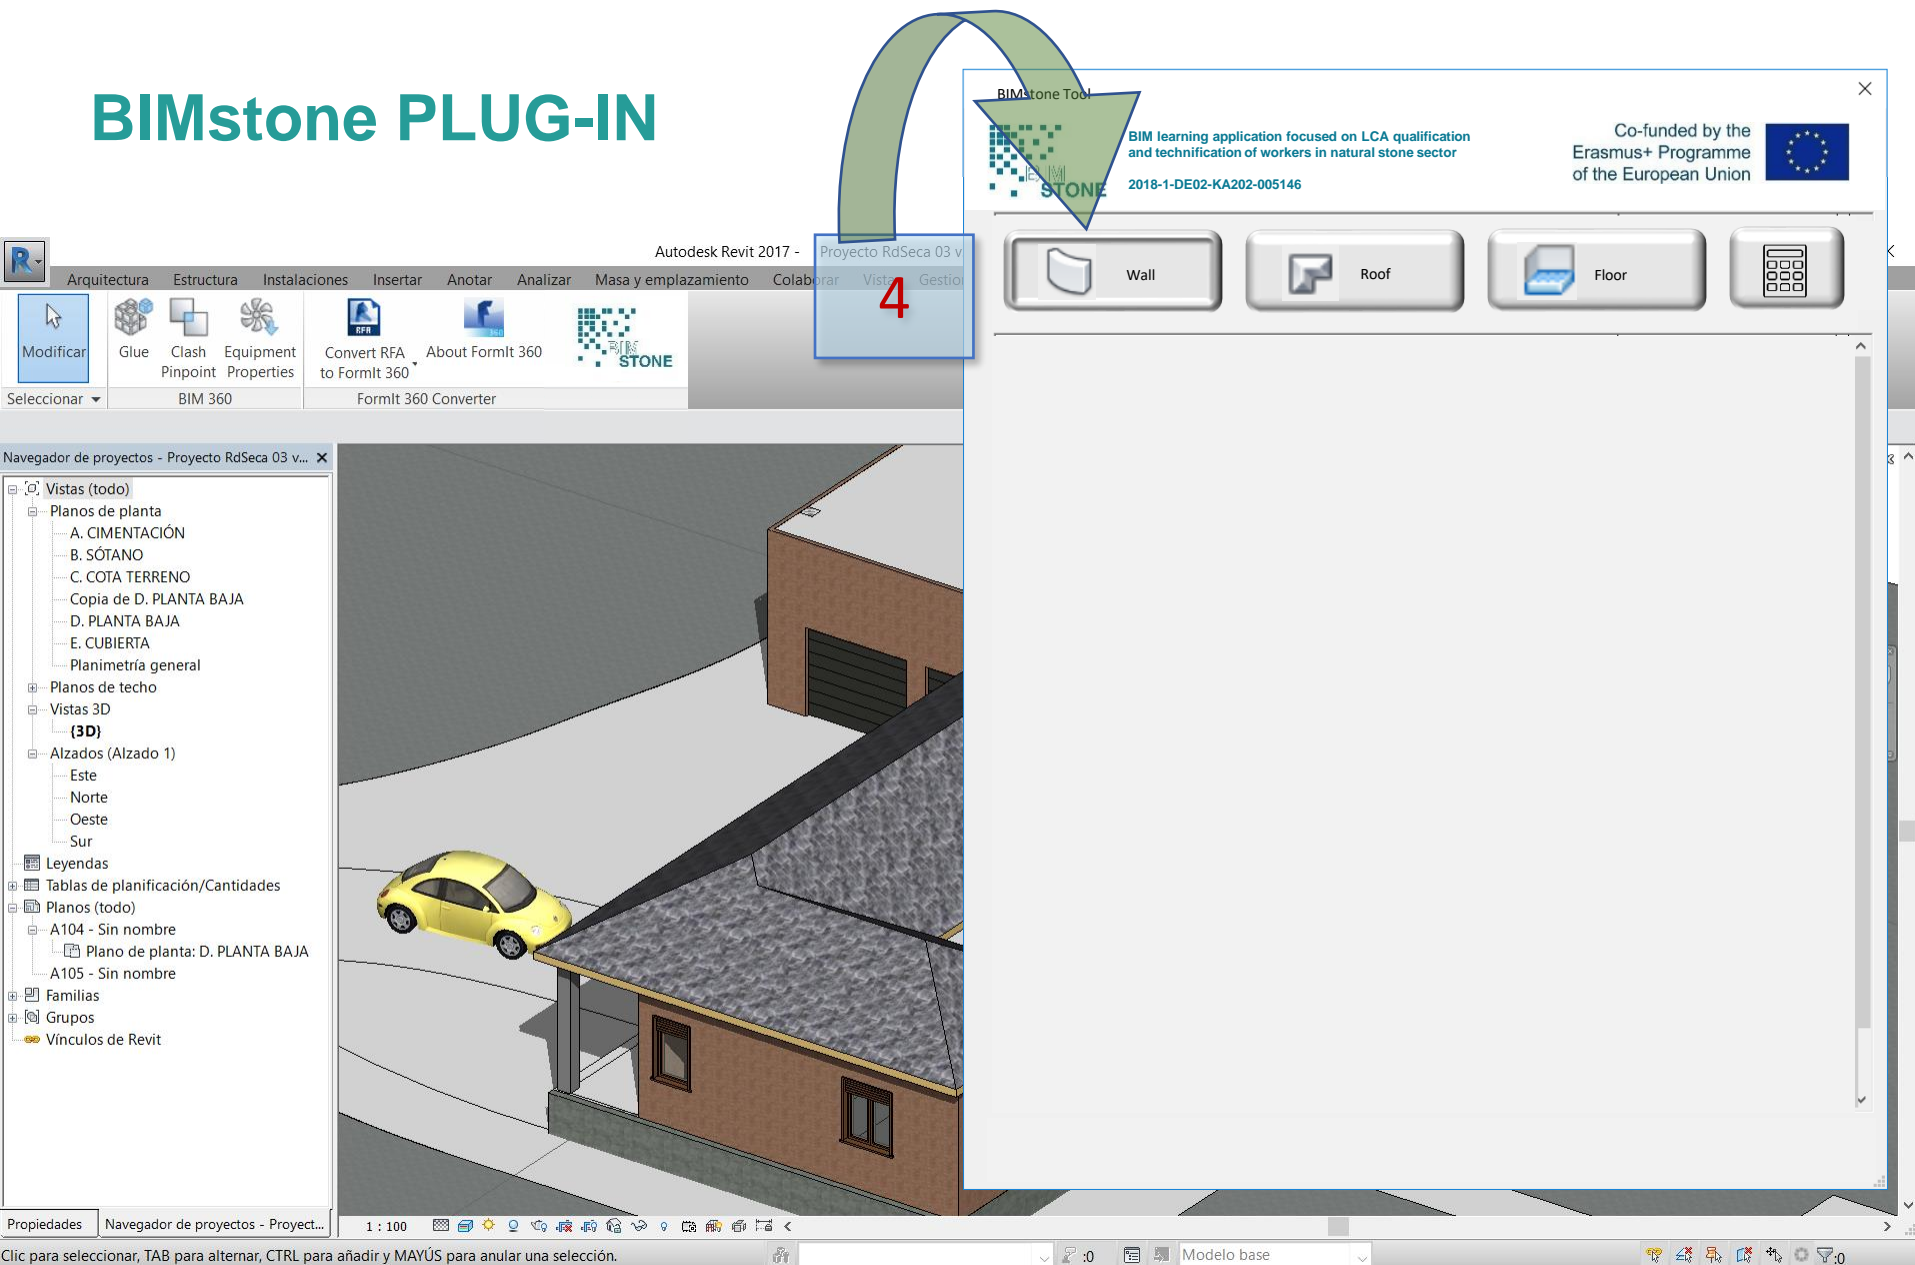 BIMstone PLUG-IN
BIMstone Tool
BIM learning application focused on LCA qualification
and technification of workers in natural stone sector
2018-1-DE02-KA202-005146
Co-funded by the
Erasmus+ Programme
of the European Union
BIM
STONE
Wall
Roof
Floor
4
Autodesk Revit 2017 - Proyecto RdSeca 03 v
Arquitectura Estructura Instalaciones Insertar Anotar Analizar Masa y emplazamiento Colaborar Vista Gestio
Modificar
Glue
Clash
Pinpoint
Equipment
Properties
RFA
Convert RFA
to FormIt 360
360
About FormIt 360
BIM
STONE
Seleccionar
BIM 360
FormIt 360 Converter
Navegador de proyectos - Proyecto RdSeca 03 v...
Vistas (todo)
Planos de planta
A. CIMENTACIÓN
B. SÓTANO
C. COTA TERRENO
Copia de D. PLANTA BAJA
D. PLANTA BAJA
E. CUBIERTA
Planimetría general
Planos de techo
Vistas 3D
{3D}
Alzados (Alzado 1)
Este
Norte
Oeste
Sur
Leyendas
Tablas de planificación/Cantidades
Planos (todo)
A104 - Sin nombre
Plano de planta: D. PLANTA BAJA
A105 - Sin nombre
Familias
Grupos
Vínculos de Revit
Propiedades
Navegador de proyectos - Proyect...
1 : 100
Clic para seleccionar, TAB para alternar, CTRL para añadir y MAYÚS para anular una selección.
:0
Modelo base
:0